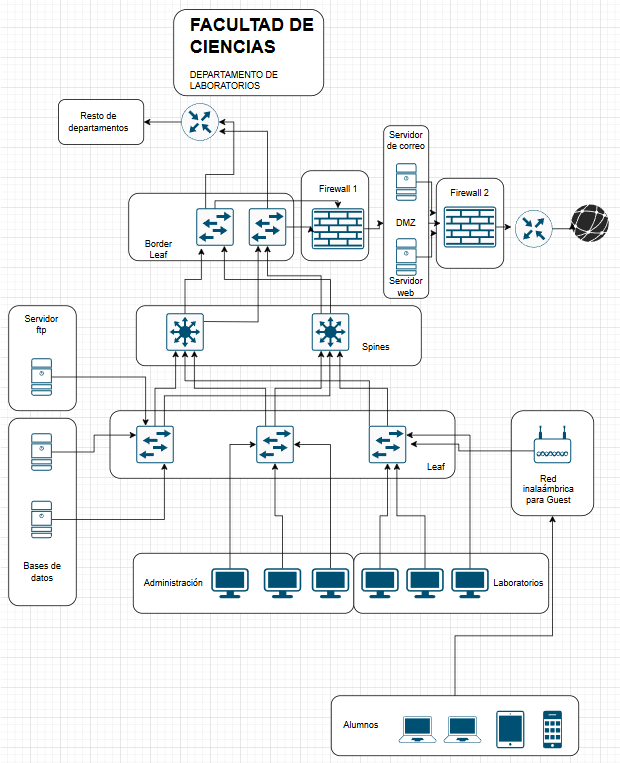 FACULTAD DE
CIENCIAS
DEPARTAMENTO DE
LABORATORIOS
Resto de
departamentos
Servidor
de correo
Firewall 1
Firewall 2
DMZ
Border
Leaf
Servidor
web
Servidor
ftp
Spines
Leaf
Red
inalaámbrica
para Guest
Bases de
datos
Administración
Laboratorios
Alumnos